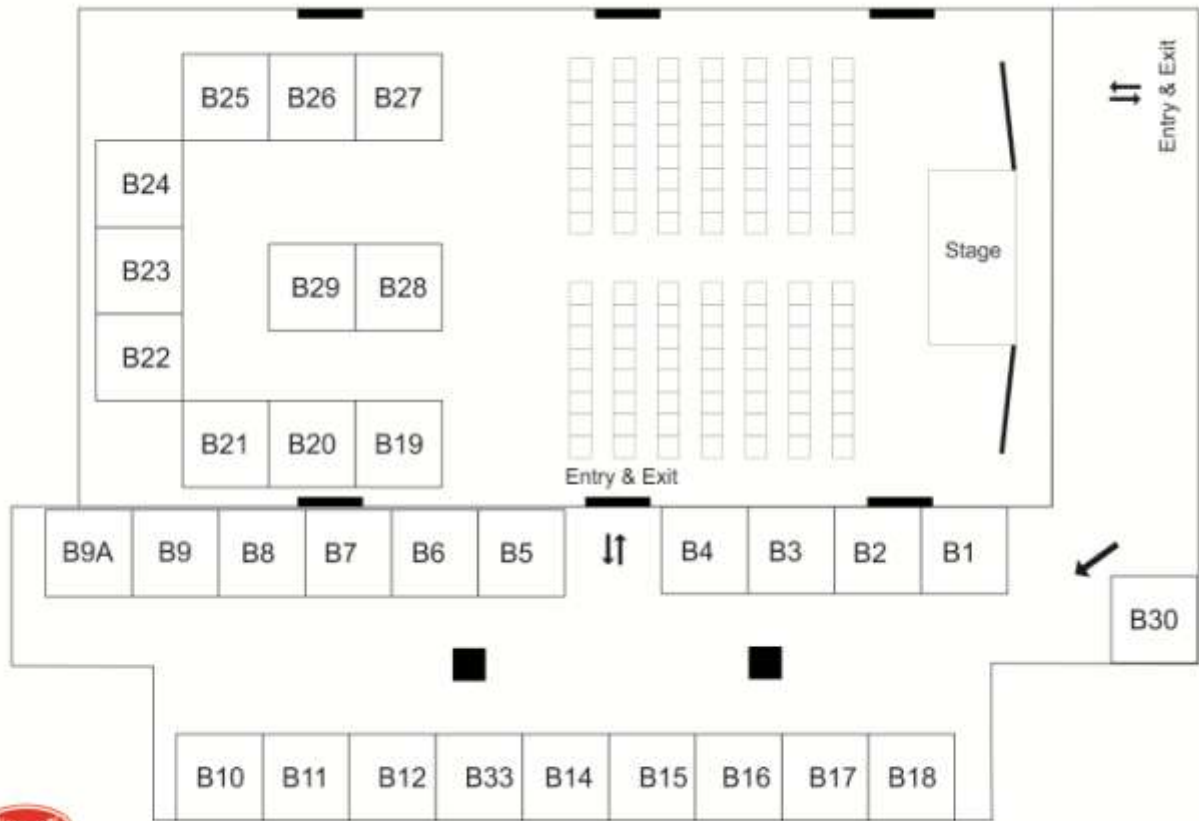 B25 B26 B27
Entry & Exit
B24
Stage
B23
B29 B28
B22
B21 B20 B19
Entry & Exit
B9A B9 B8 B7 B6 B5 B4 B3 B2 B1
B30
B10 B11 B12 B33 B14 B15 B16 B17 B18